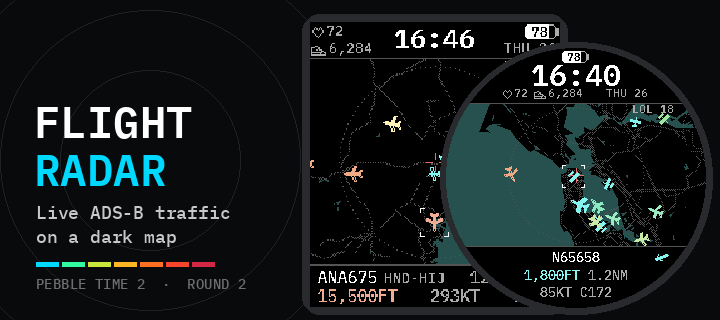 FLIGHT
RADAR
Live ADS-B traffic
on a dark map
PEBBLE TIME 2 · ROUND 2
72
6,284
16:46
78
THU
ANA675 HND-HIJ
15,500FT 293KT
78
16:40
72 6,284 THU 26
LOL 18
N65658
1,800FT 1.2NM
85KT C172